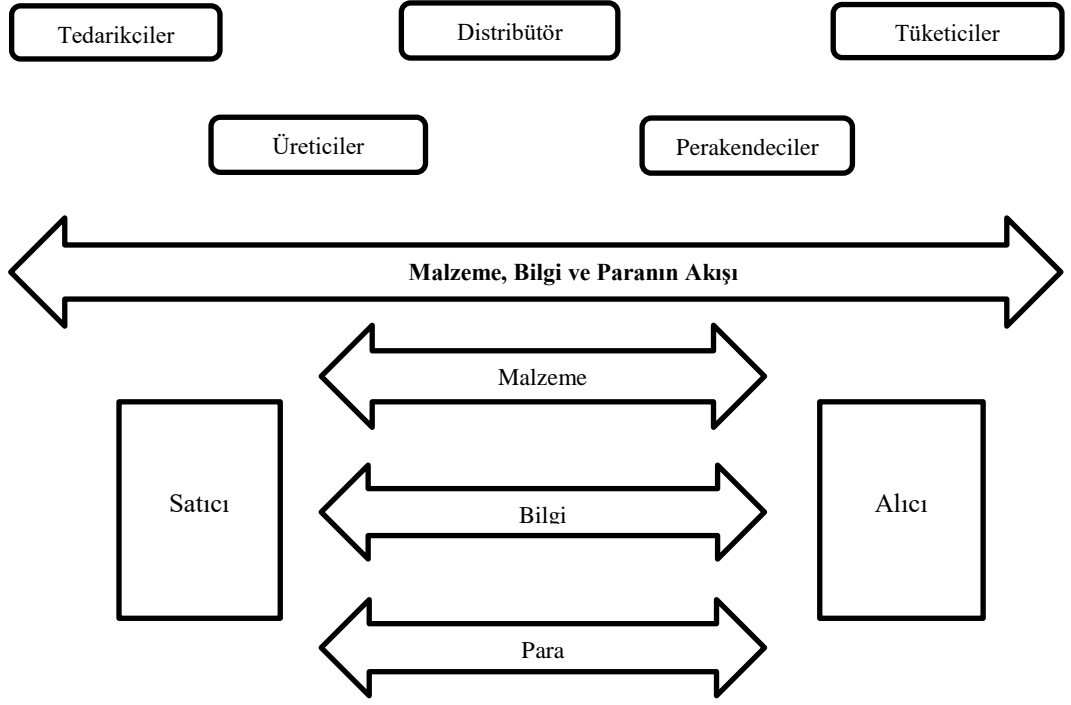 Tedarikciler
Distribütör
Tüketiciler
Üreticiler
Perakendeciler
Malzeme, Bilgi ve Paranın Akışı
Malzeme
Satıcı
Bilgi
Alıcı
Para